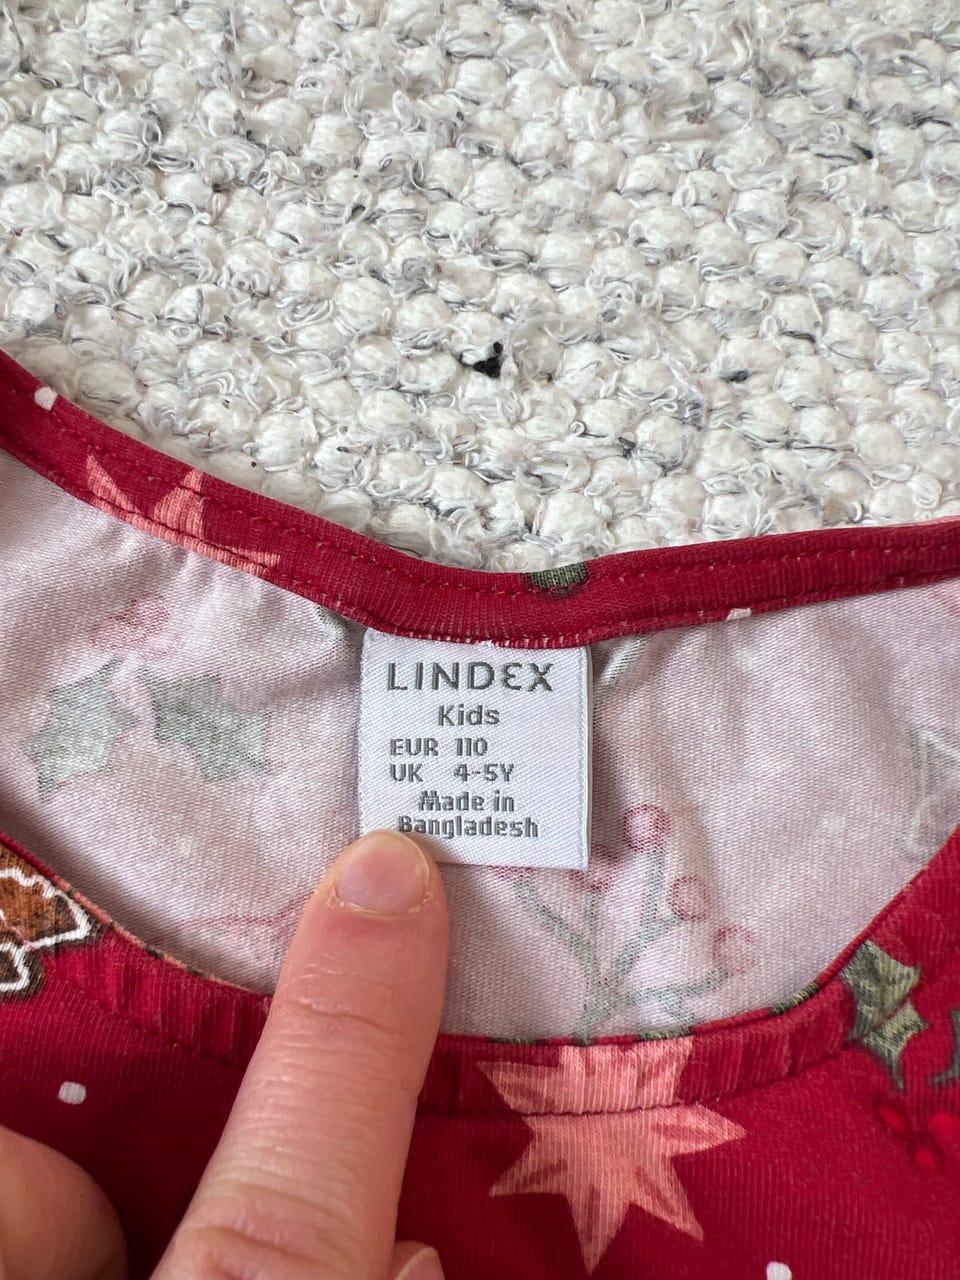 LINDEX
Kids
EUR 110
UK 4-5Y
Made in
Bangladesh